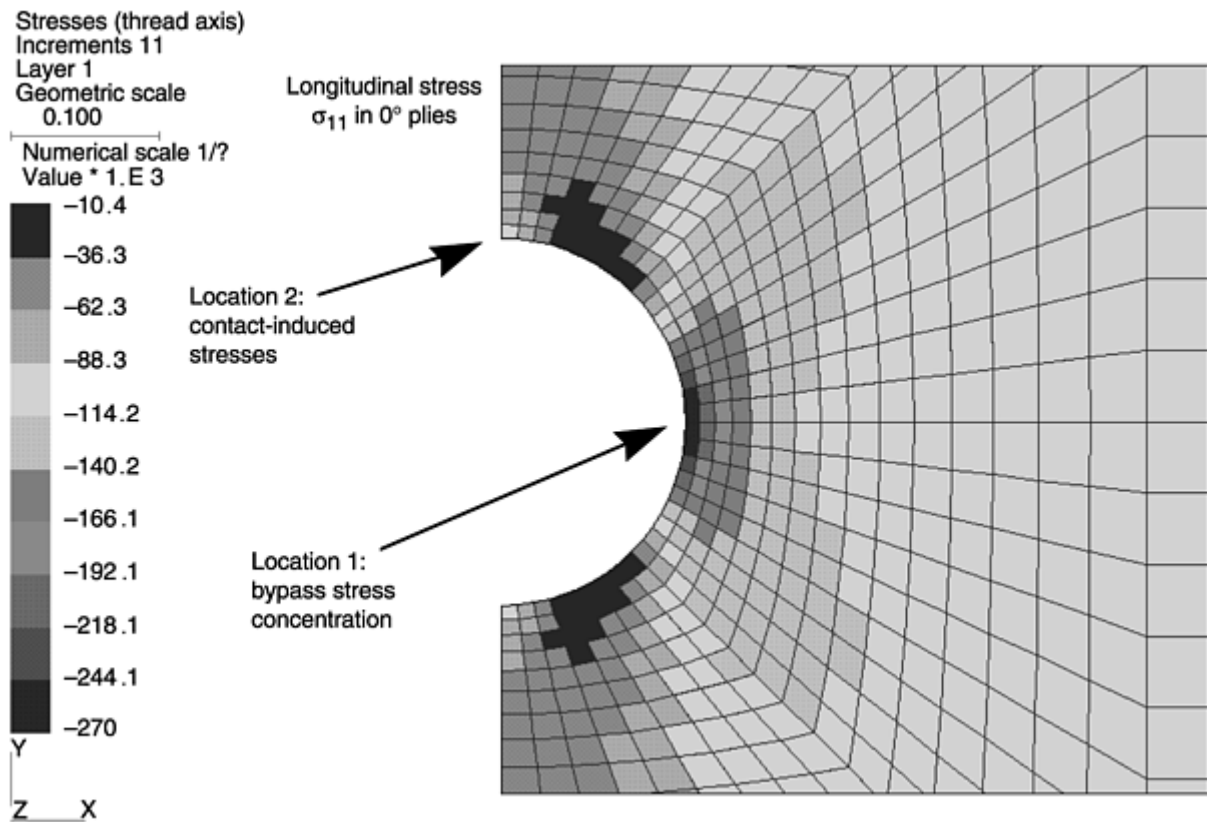 Stresses (thread axis)
Increments 11
Layer 1
Geometric scale
0.100
Numerical scale 1/?
Value * 1.E 3
−10.4
−36.3
−62.3
−88.3
−114.2
−140.2
−166.1
−192.1
−218.1
−244.1
−270
Y
Z X
Longitudinal stress
σ₁₁ in 0° plies
Location 2:
contact-induced
stresses
Location 1:
bypass stress
concentration